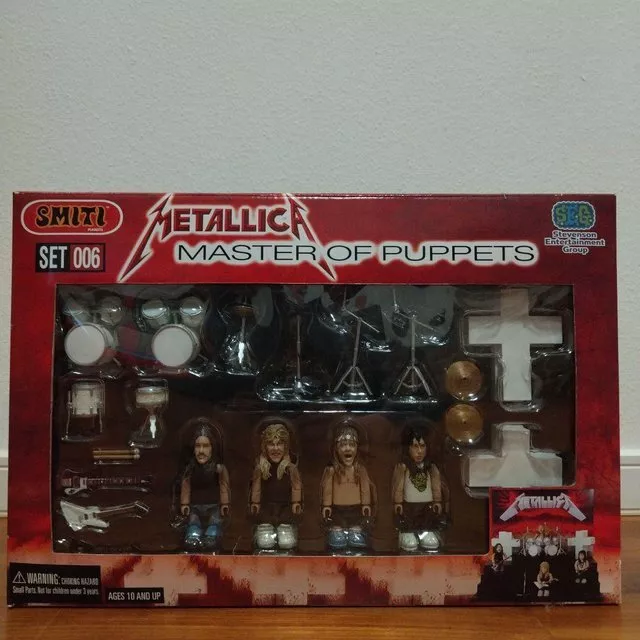 SMITI
METALLICA
SET 006
MASTER OF PUPPETS
SEG
Stevenson
Entertainment
Group
METALLICA
WARNING: CHOKING HAZARD
Small Parts. Not for children under 3 years.
AGES 10 AND UP